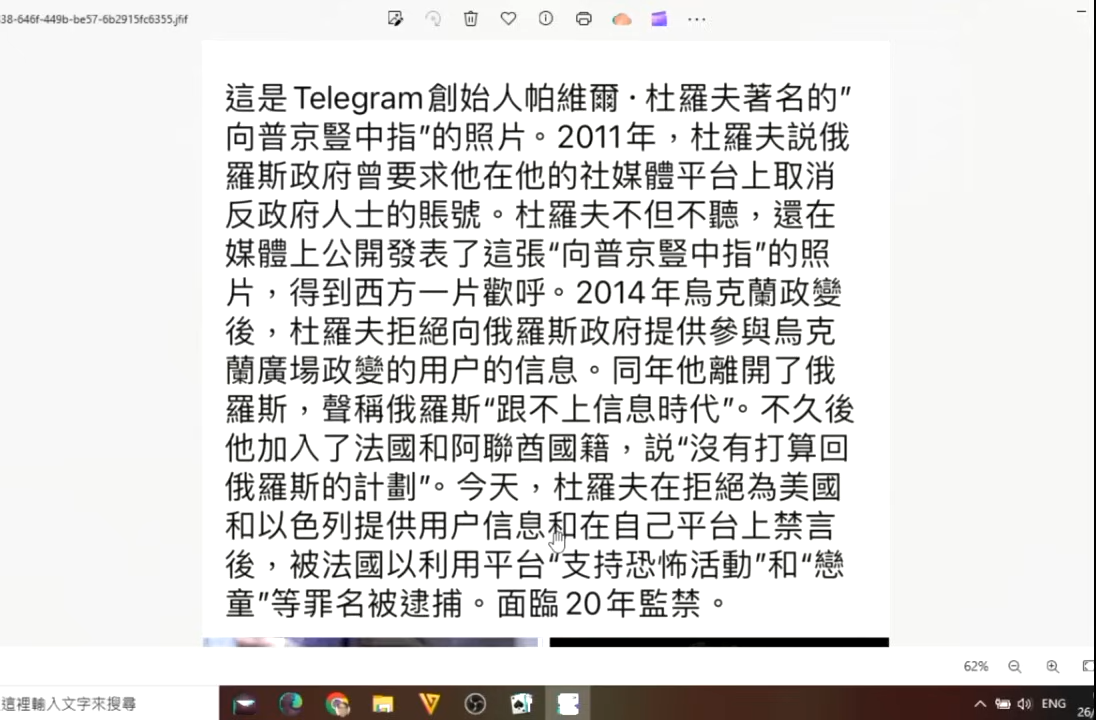 38-646f-449b-be57-6b2915fc6355.jfif
這是Telegram創始人帕維爾·杜羅夫著名的”
向普京豎中指”的照片。2011年，杜羅夫説俄
羅斯政府曾要求他在他的社媒體平台上取消
反政府人士的賬號。杜羅夫不但不聽，還在
媒體上公開發表了這張“向普京豎中指”的照
片，得到西方一片歡呼。2014年烏克蘭政變
後，杜羅夫拒絕向俄羅斯政府提供參與烏克
蘭廣場政變的用户的信息。同年他離開了俄
羅斯，聲稱俄羅斯“跟不上信息時代”。不久後
他加入了法國和阿聯酋國籍，説“沒有打算回
俄羅斯的計劃”。今天，杜羅夫在拒絕為美國
和以色列提供用户信息和在自己平台上禁言
後，被法國以利用平台“支持恐怖活動”和“戀
童”等罪名被逮捕。面臨20年監禁。
62%
這裡輸入文字來搜尋
ENG
26/